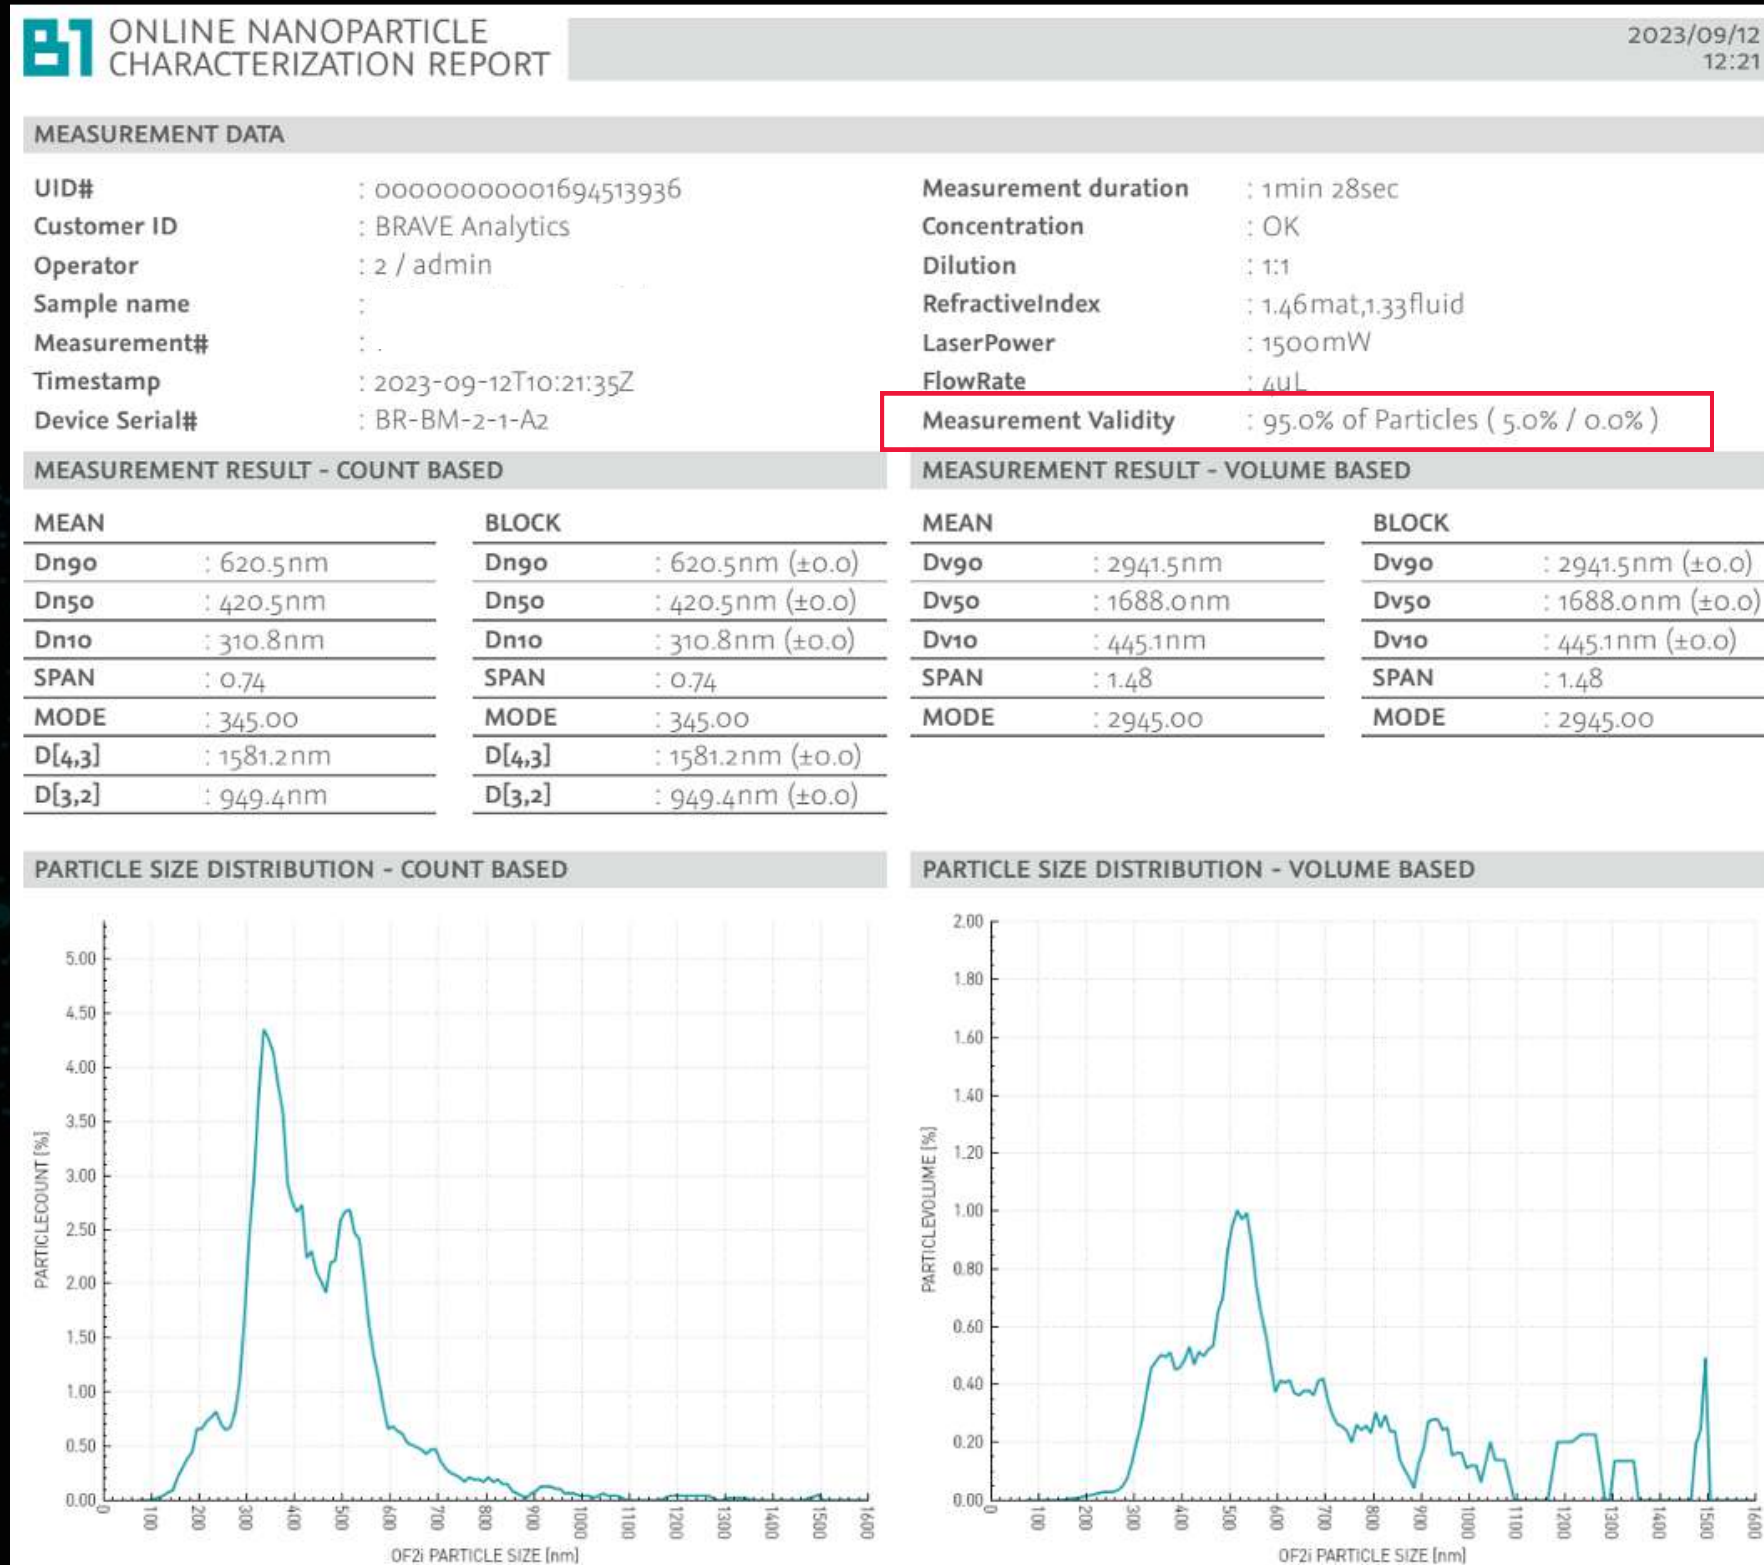 B1 ONLINE NANOPARTICLE
CHARACTERIZATION REPORT
2023/09/12
12:21
MEASUREMENT DATA
UID# : 00000000001694513936
Customer ID : BRAVE Analytics
Operator : 2 / admin
Sample name :
Measurement# : .
Timestamp : 2023-09-12T10:21:35Z
Device Serial# : BR-BM-2-1-A2
Measurement duration : 1min 28sec
Concentration : OK
Dilution : 1:1
RefractiveIndex : 1.46mat,1.33fluid
LaserPower : 1500mW
FlowRate : 4uL
Measurement Validity : 95.0% of Particles ( 5.0% / 0.0% )
MEASUREMENT RESULT - COUNT BASED
MEAN
Dn90 : 620.5nm
Dn50 : 420.5nm
Dn10 : 310.8nm
SPAN : 0.74
MODE : 345.00
D[4,3] : 1581.2nm
D[3,2] : 949.4nm
BLOCK
Dn90 : 620.5nm (±0.0)
Dn50 : 420.5nm (±0.0)
Dn10 : 310.8nm (±0.0)
SPAN : 0.74
MODE : 345.00
D[4,3] : 1581.2nm (±0.0)
D[3,2] : 949.4nm (±0.0)
MEASUREMENT RESULT - VOLUME BASED
MEAN
Dv90 : 2941.5nm
Dv50 : 1688.0nm
Dv10 : 445.1nm
SPAN : 1.48
MODE : 2945.00
BLOCK
Dv90 : 2941.5nm (±0.0)
Dv50 : 1688.0nm (±0.0)
Dv10 : 445.1nm (±0.0)
SPAN : 1.48
MODE : 2945.00
PARTICLE SIZE DISTRIBUTION - COUNT BASED
PARTICLECOUNT [%]
5.00
4.50
4.00
3.50
3.00
2.50
2.00
1.50
1.00
0.50
0.00
0 100 200 300 400 500 600 700 800 900 1000 1100 1200 1300 1400 1500 1600
OF2i PARTICLE SIZE [nm]
PARTICLE SIZE DISTRIBUTION - VOLUME BASED
PARTICLEVOLUME [%]
2.00
1.80
1.60
1.40
1.20
1.00
0.80
0.60
0.40
0.20
0.00
0 100 200 300 400 500 600 700 800 900 1000 1100 1200 1300 1400 1500 1600
OF2i PARTICLE SIZE [nm]